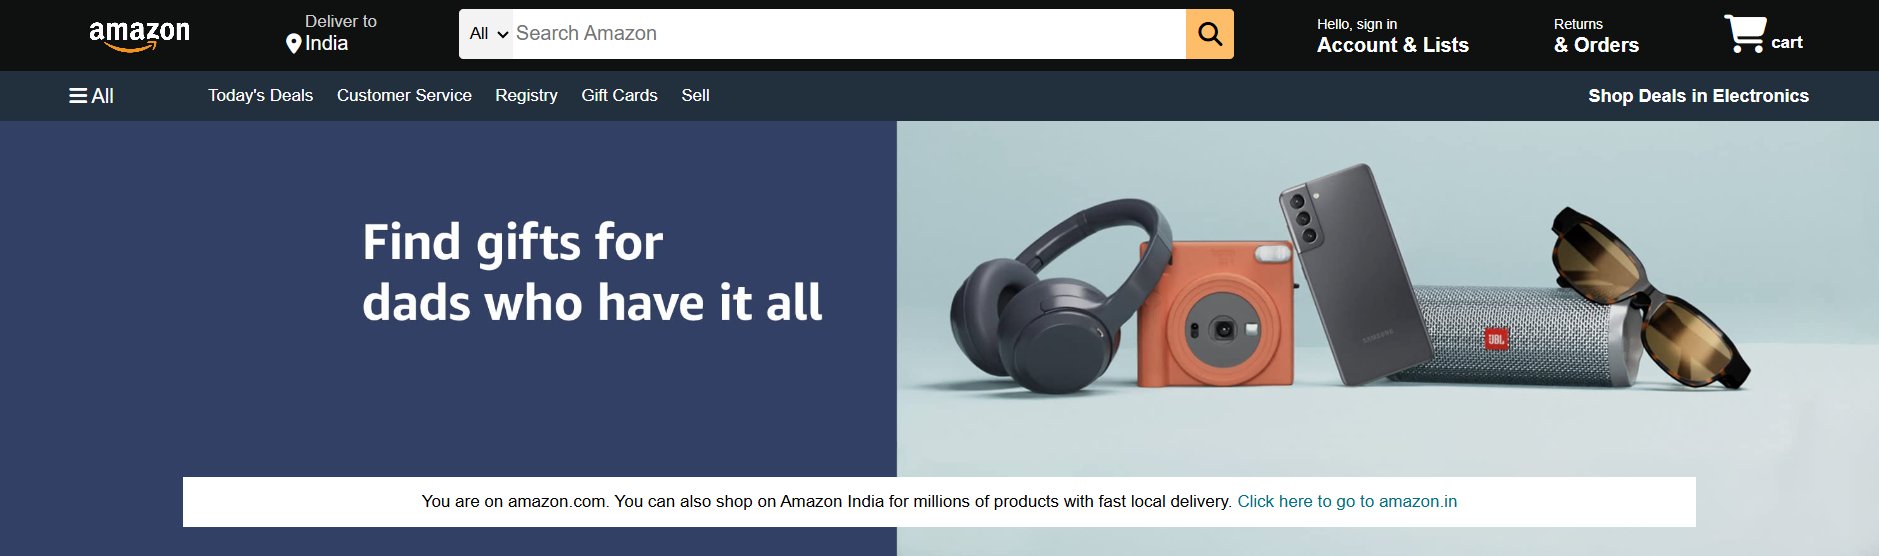 amazon
Deliver to
India
All
Search Amazon
Hello, sign in
Account & Lists
Returns
& Orders
cart
All
Today's Deals
Customer Service
Registry
Gift Cards
Sell
Shop Deals in Electronics
Find gifts for
dads who have it all
SAMSUNG
JBL
You are on amazon.com. You can also shop on Amazon India for millions of products with fast local delivery. Click here to go to amazon.in